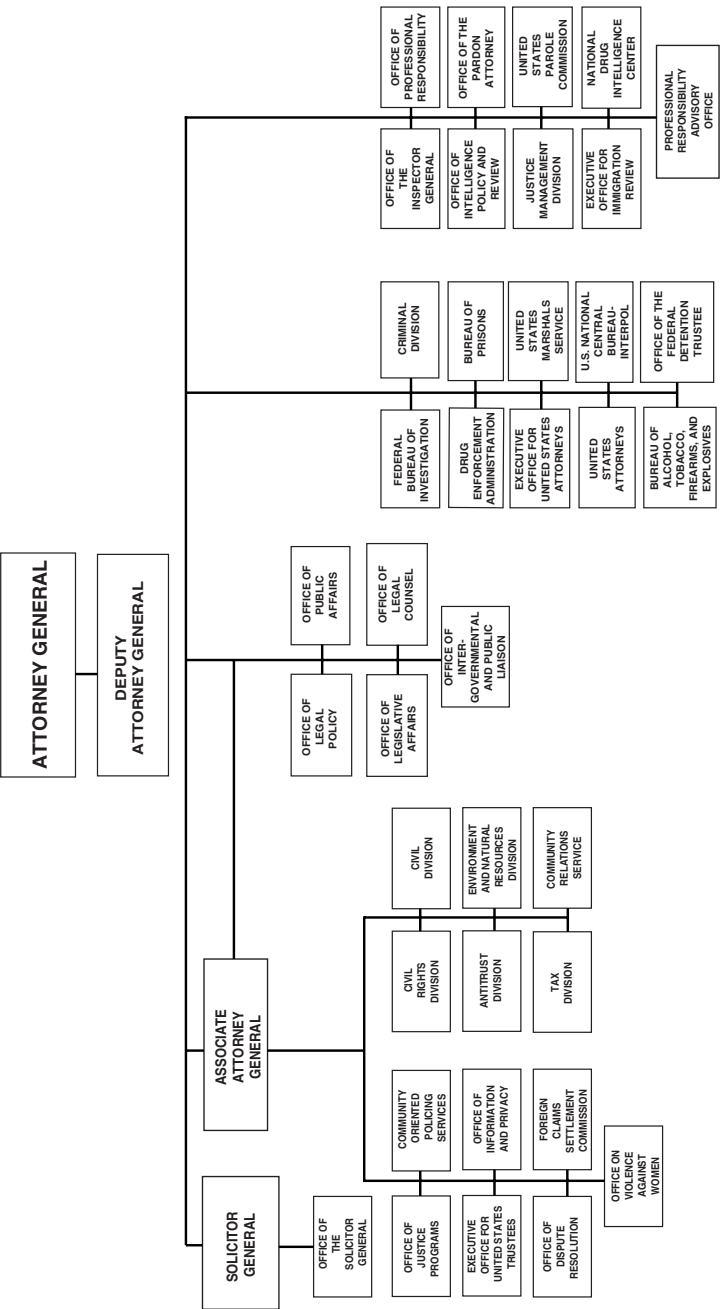 ATTORNEY GENERAL
DEPUTY
ATTORNEY GENERAL
SOLICITOR
GENERAL
OFFICE OF
THE
SOLICITOR
GENERAL
ASSOCIATE
ATTORNEY
GENERAL
OFFICE OF
JUSTICE
PROGRAMS
COMMUNITY
ORIENTED
POLICING
SERVICES
EXECUTIVE
OFFICE FOR
UNITED STATES
TRUSTEES
OFFICE OF
INFORMATION
AND PRIVACY
OFFICE OF
DISPUTE
RESOLUTION
FOREIGN
CLAIMS
SETTLEMENT
COMMISSION
OFFICE ON
VIOLENCE
AGAINST
WOMEN
CIVIL
RIGHTS
DIVISION
CIVIL
DIVISION
ANTITRUST
DIVISION
ENVIRONMENT
AND NATURAL
RESOURCES
DIVISION
TAX
DIVISION
COMMUNITY
RELATIONS
SERVICE
OFFICE OF
LEGAL
POLICY
OFFICE OF
PUBLIC
AFFAIRS
OFFICE OF
LEGISLATIVE
AFFAIRS
OFFICE OF
LEGAL
COUNSEL
OFFICE OF
INTER-
GOVERNMENTAL
AND PUBLIC
LIAISON
FEDERAL
BUREAU OF
INVESTIGATION
CRIMINAL
DIVISION
DRUG
ENFORCEMENT
ADMINISTRATION
BUREAU OF
PRISONS
EXECUTIVE
OFFICE FOR
UNITED STATES
ATTORNEYS
UNITED
STATES
MARSHALS
SERVICE
UNITED
STATES
ATTORNEYS
U.S. NATIONAL
CENTRAL
BUREAU-
INTERPOL
BUREAU OF
ALCOHOL,
TOBACCO,
FIREARMS, AND
EXPLOSIVES
OFFICE OF THE
FEDERAL
DETENTION
TRUSTEE
OFFICE OF
THE
INSPECTOR
GENERAL
OFFICE OF
PROFESSIONAL
RESPONSIBILITY
OFFICE OF
INTELLIGENCE
POLICY AND
REVIEW
OFFICE OF THE
PARDON
ATTORNEY
JUSTICE
MANAGEMENT
DIVISION
UNITED
STATES
PAROLE
COMMISSION
EXECUTIVE
OFFICE FOR
IMMIGRATION
REVIEW
NATIONAL
DRUG
INTELLIGENCE
CENTER
PROFESSIONAL
RESPONSIBILITY
ADVISORY
OFFICE